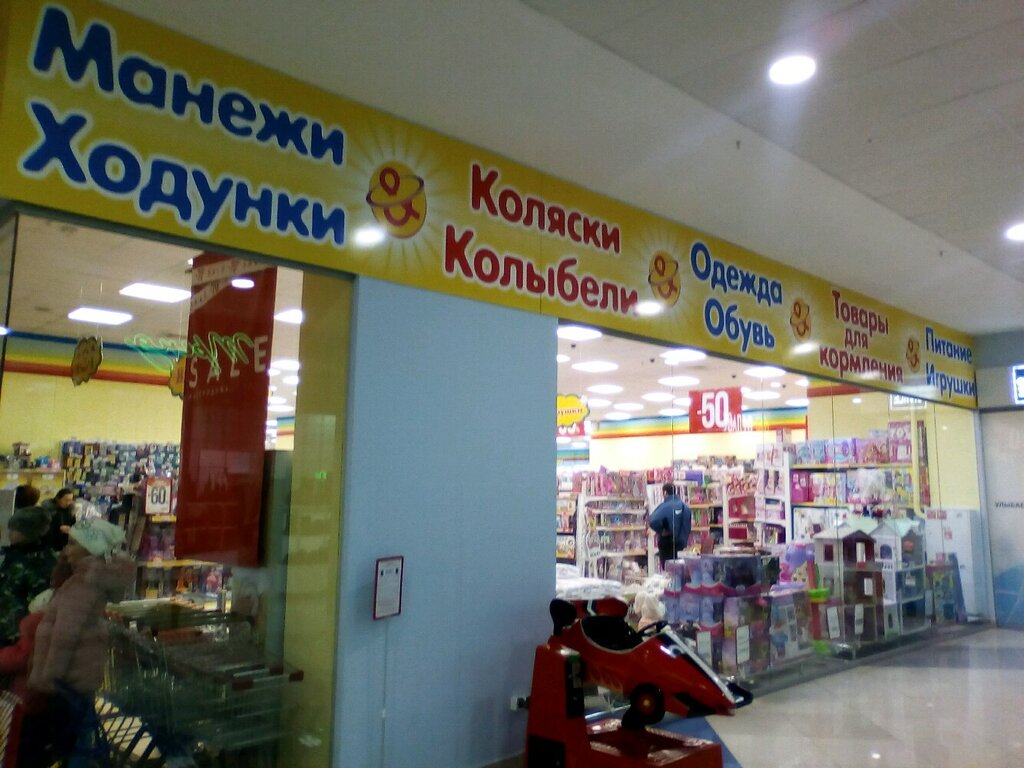 Манежи
Ходунки
Коляски
Колыбели
Одежда
Обувь
Товары
для
кормления
Питание
Игрушки
SALE
-50
60